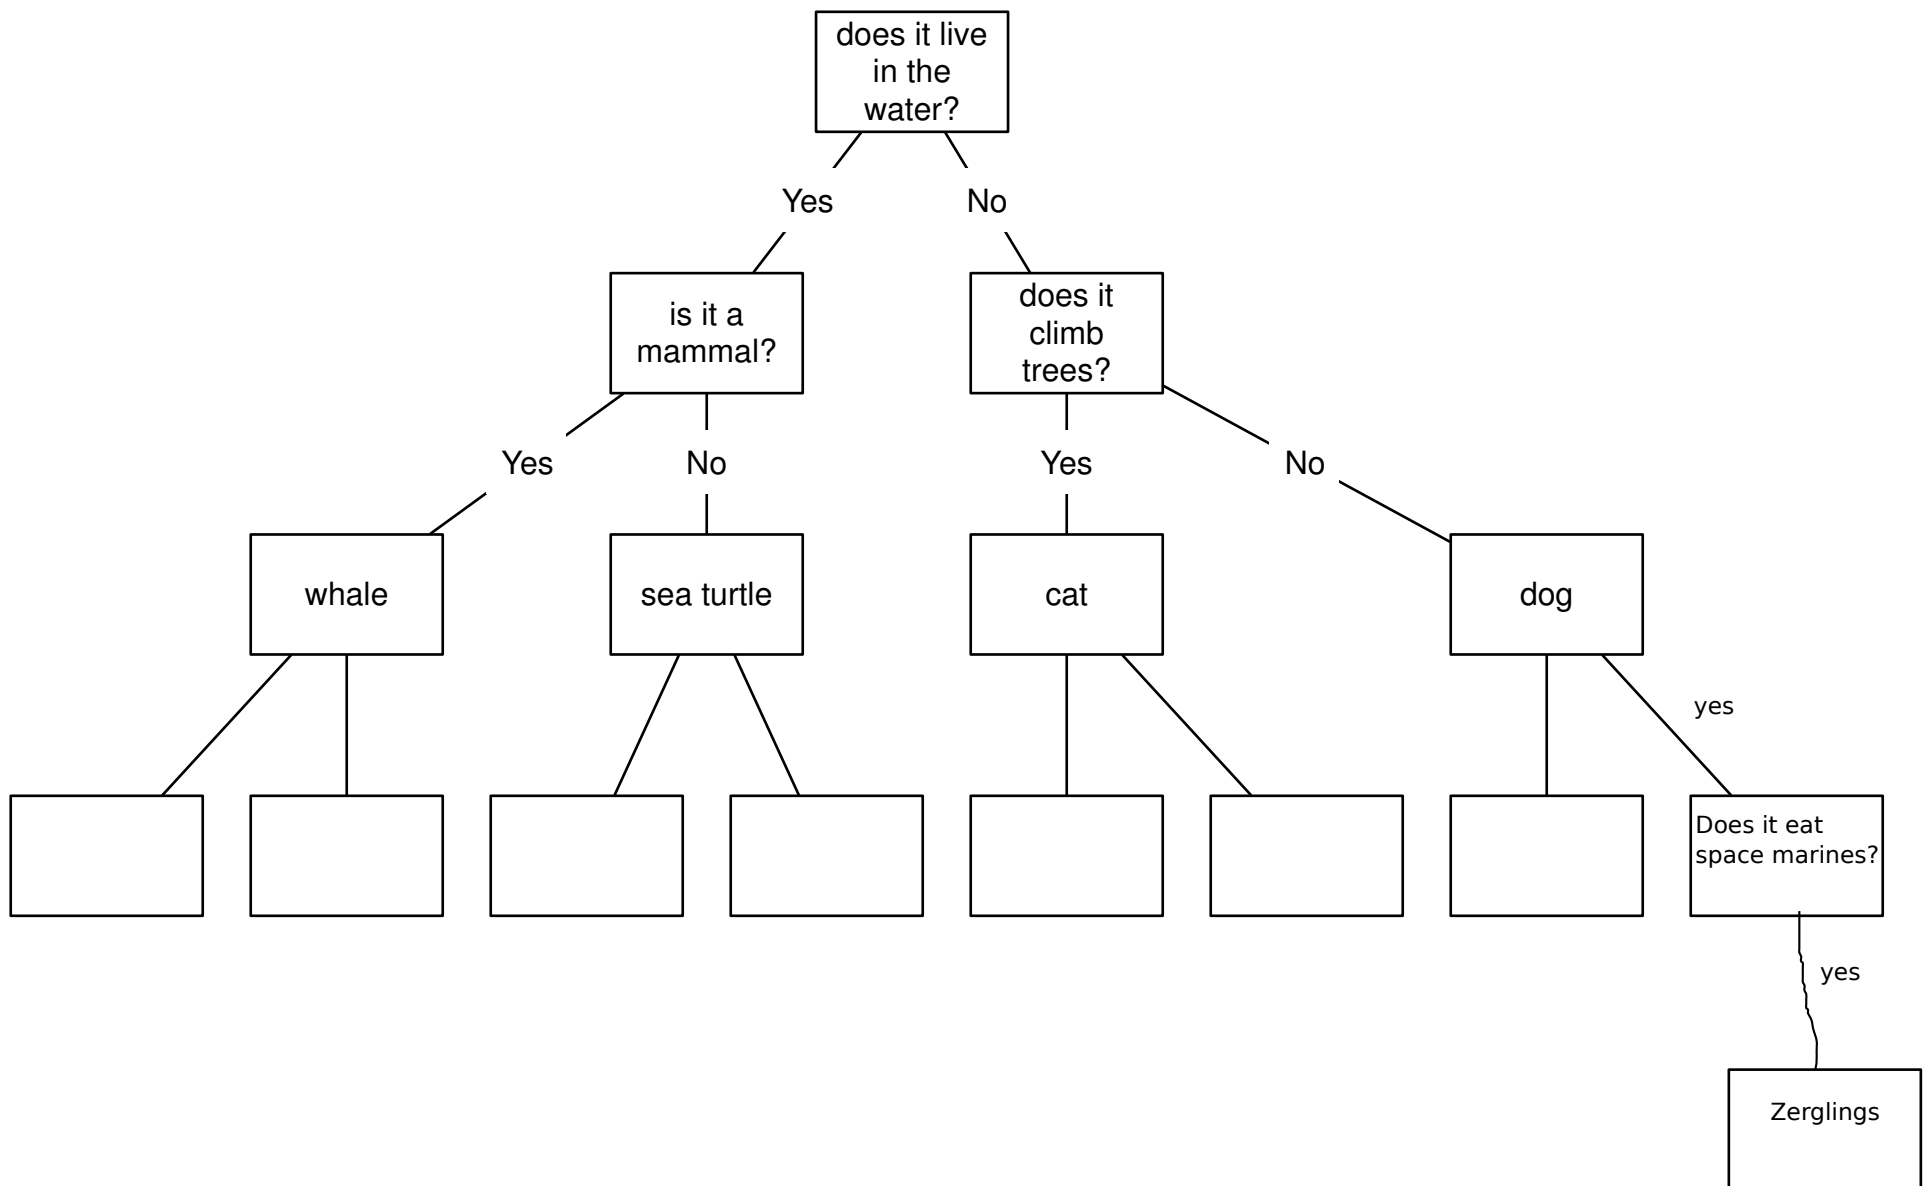 does it live
in the
water?
Yes
No
is it a
mammal?
does it
climb
trees?
Yes
No
Yes
No
whale
sea turtle
cat
dog
yes
Does it eat
space marines?
yes
Zerglings